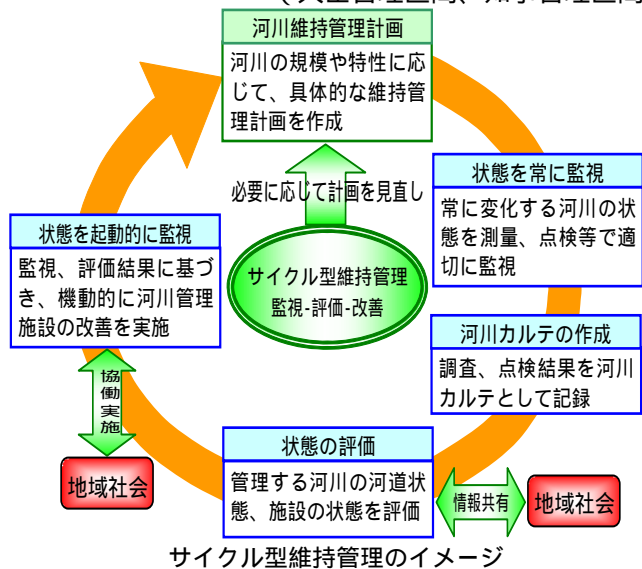 河川維持管理計画
河川の規模や特性に応
じて、具体的な維持管
理計画を作成
必要に応じて計画を見直し
状態を常に監視
常に変化する河川の状
態を測量、点検等で適
切に監視
状態を起動的に監視
監視、評価結果に基づ
き、機動的に河川管理
施設の改善を実施
サイクル型維持管理
監視-評価-改善
河川カルテの作成
調査、点検結果を河川
カルテとして記録
協働実施
地域社会
状態の評価
管理する河川の河道状
態、施設の状態を評価
情報共有
地域社会
サイクル型維持管理のイメージ